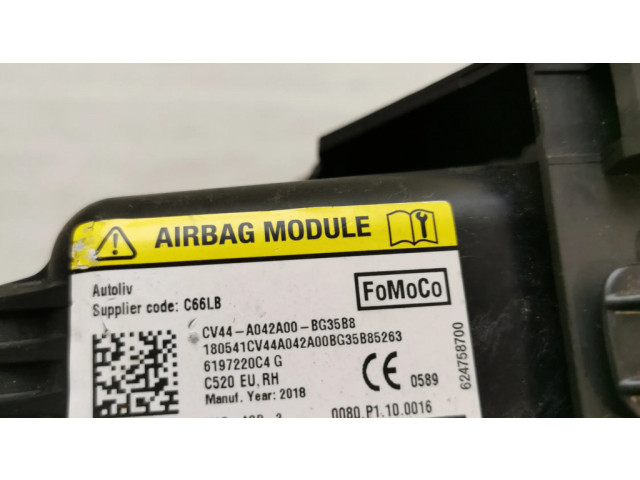 AIRBAG MODULE
Autoliv
Supplier code: C66LB
FoMoCo
CV44-A042A00-BG35B8
180541CV44A042A00BG35B85263
6197220C4 G
C520 EU, RH
Manuf. Year: 2018
CE 0589
0080.P1.10.0016
624758700